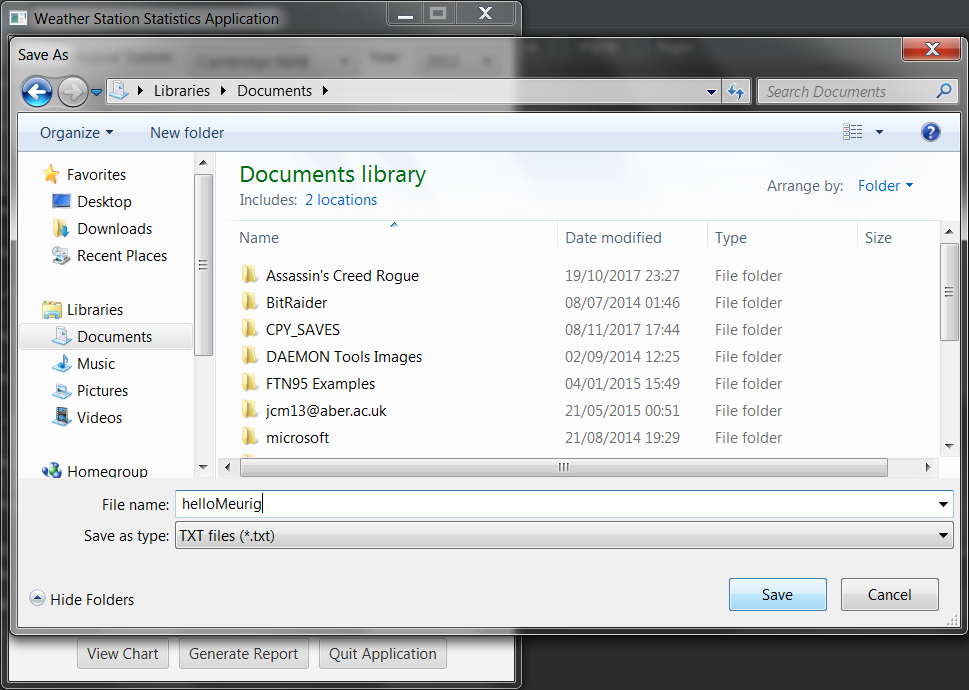 Weather Station Statistics Application
Save As
Libraries Documents Search Documents
Organize New folder
Favorites
Desktop
Downloads
Recent Places
Libraries
Documents
Music
Pictures
Videos
Homegroup
Documents library
Includes: 2 locations
Arrange by: Folder
Name Date modified Type Size
Assassin's Creed Rogue 19/10/2017 23:27 File folder
BitRaider 08/07/2014 01:46 File folder
CPY_SAVES 08/11/2017 17:44 File folder
DAEMON Tools Images 02/09/2014 12:25 File folder
FTN95 Examples 04/01/2015 15:49 File folder
jcm13@aber.ac.uk 21/05/2015 00:51 File folder
microsoft 21/08/2014 19:29 File folder
File name: helloMeurig
Save as type: TXT files (*.txt)
Hide Folders
Save Cancel
View Chart Generate Report Quit Application